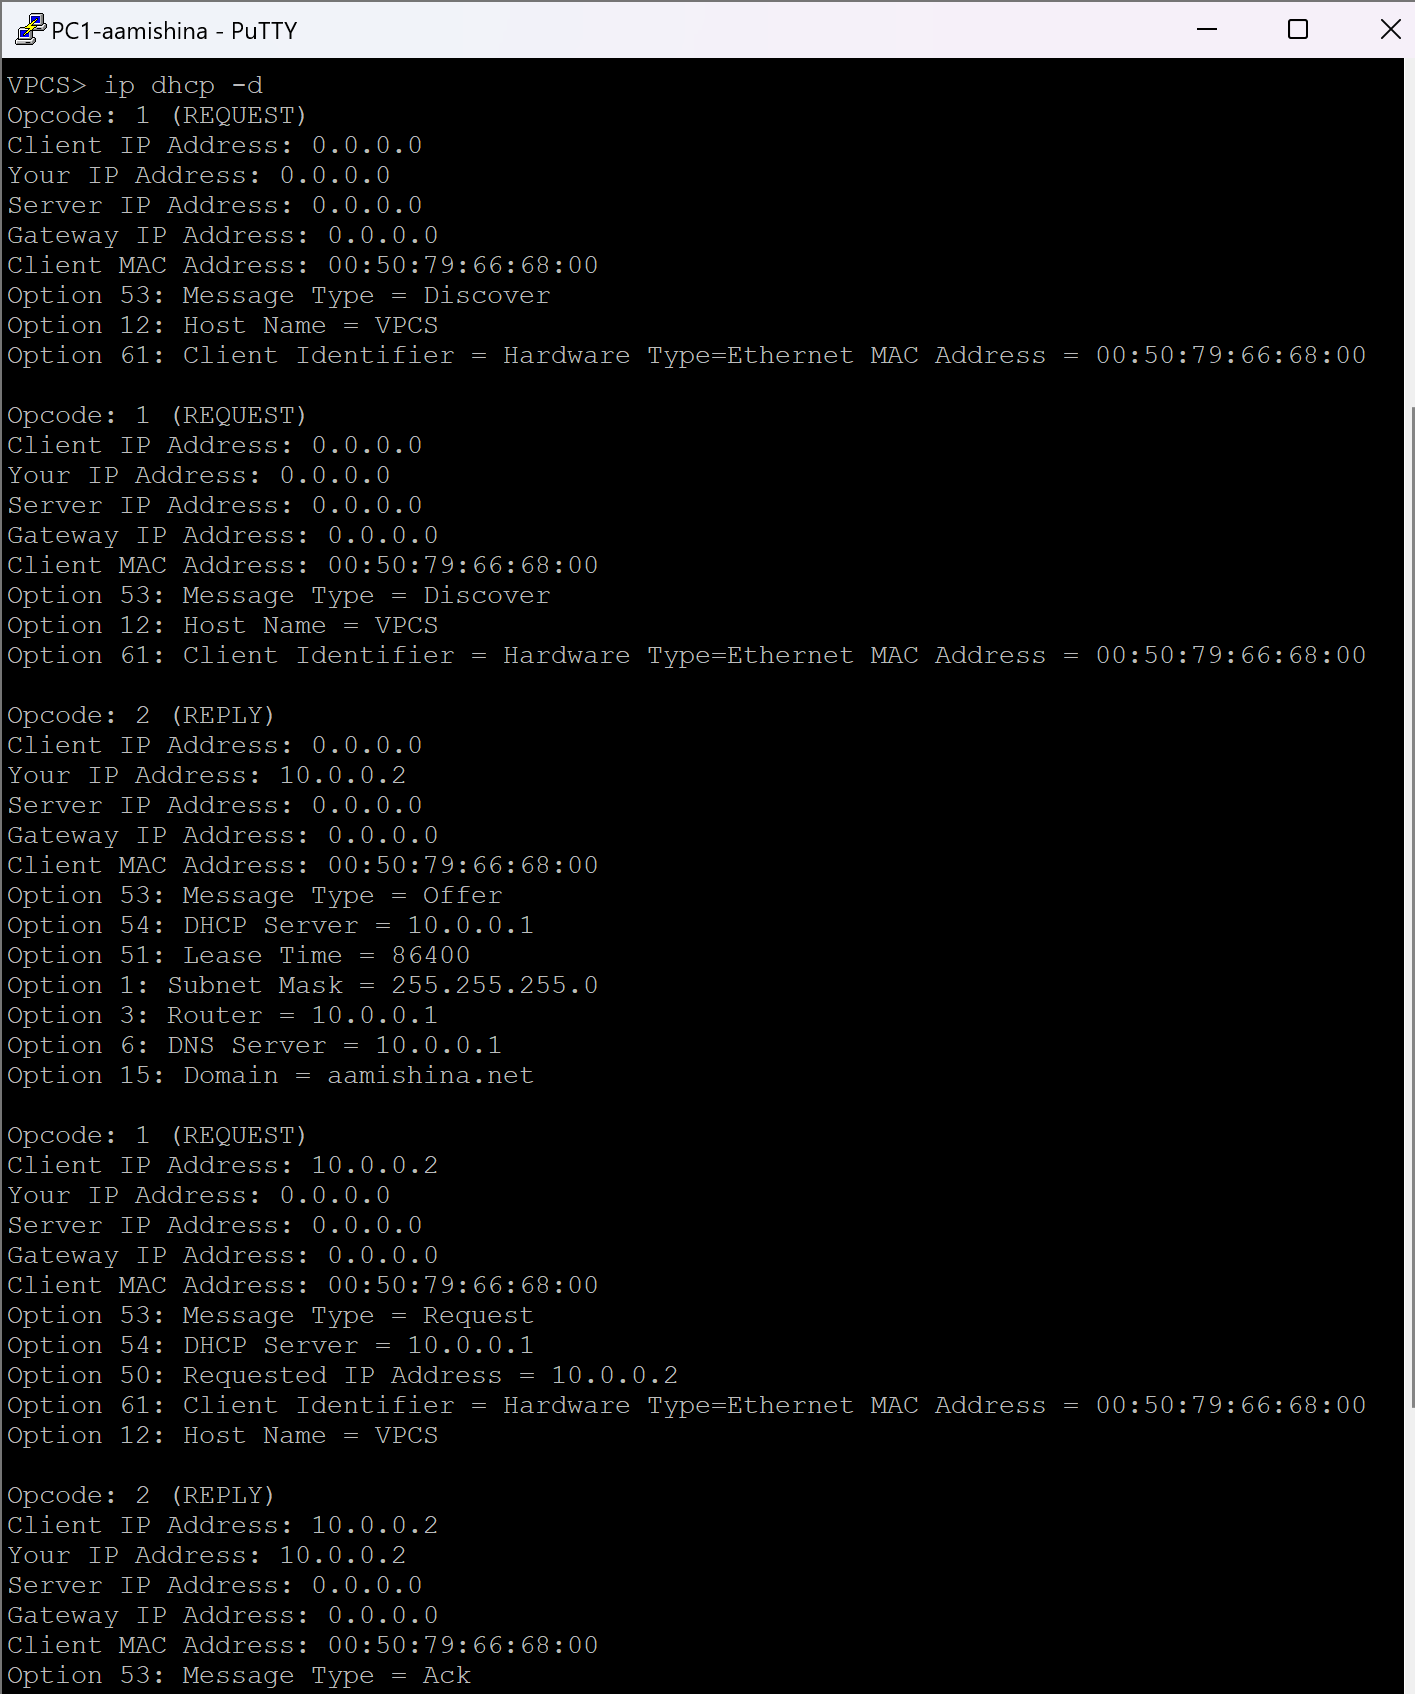 PC1-aamishina - PuTTY
VPCS> ip dhcp -d
Opcode: 1 (REQUEST)
Client IP Address: 0.0.0.0
Your IP Address: 0.0.0.0
Server IP Address: 0.0.0.0
Gateway IP Address: 0.0.0.0
Client MAC Address: 00:50:79:66:68:00
Option 53: Message Type = Discover
Option 12: Host Name = VPCS
Option 61: Client Identifier = Hardware Type=Ethernet MAC Address = 00:50:79:66:68:00
Opcode: 1 (REQUEST)
Client IP Address: 0.0.0.0
Your IP Address: 0.0.0.0
Server IP Address: 0.0.0.0
Gateway IP Address: 0.0.0.0
Client MAC Address: 00:50:79:66:68:00
Option 53: Message Type = Discover
Option 12: Host Name = VPCS
Option 61: Client Identifier = Hardware Type=Ethernet MAC Address = 00:50:79:66:68:00
Opcode: 2 (REPLY)
Client IP Address: 0.0.0.0
Your IP Address: 10.0.0.2
Server IP Address: 0.0.0.0
Gateway IP Address: 0.0.0.0
Client MAC Address: 00:50:79:66:68:00
Option 53: Message Type = Offer
Option 54: DHCP Server = 10.0.0.1
Option 51: Lease Time = 86400
Option 1: Subnet Mask = 255.255.255.0
Option 3: Router = 10.0.0.1
Option 6: DNS Server = 10.0.0.1
Option 15: Domain = aamishina.net
Opcode: 1 (REQUEST)
Client IP Address: 10.0.0.2
Your IP Address: 0.0.0.0
Server IP Address: 0.0.0.0
Gateway IP Address: 0.0.0.0
Client MAC Address: 00:50:79:66:68:00
Option 53: Message Type = Request
Option 54: DHCP Server = 10.0.0.1
Option 50: Requested IP Address = 10.0.0.2
Option 61: Client Identifier = Hardware Type=Ethernet MAC Address = 00:50:79:66:68:00
Option 12: Host Name = VPCS
Opcode: 2 (REPLY)
Client IP Address: 10.0.0.2
Your IP Address: 10.0.0.2
Server IP Address: 0.0.0.0
Gateway IP Address: 0.0.0.0
Client MAC Address: 00:50:79:66:68:00
Option 53: Message Type = Ack